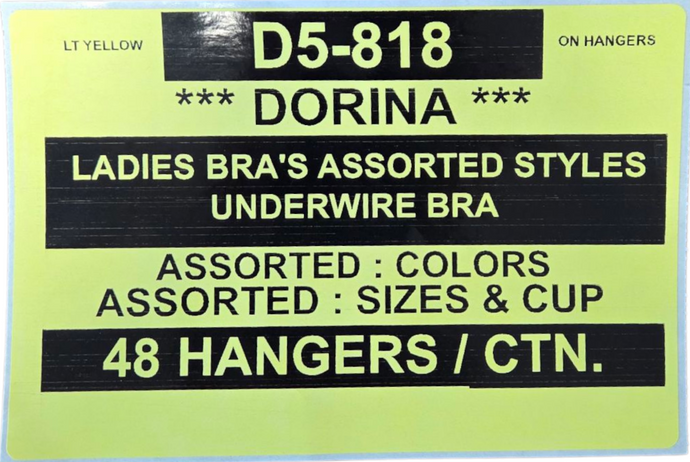 LT YELLOW D5-818 ON HANGERS
*** DORINA ***
LADIES BRA'S ASSORTED STYLES
UNDERWIRE BRA
ASSORTED : COLORS
ASSORTED : SIZES & CUP
48 HANGERS / CTN.